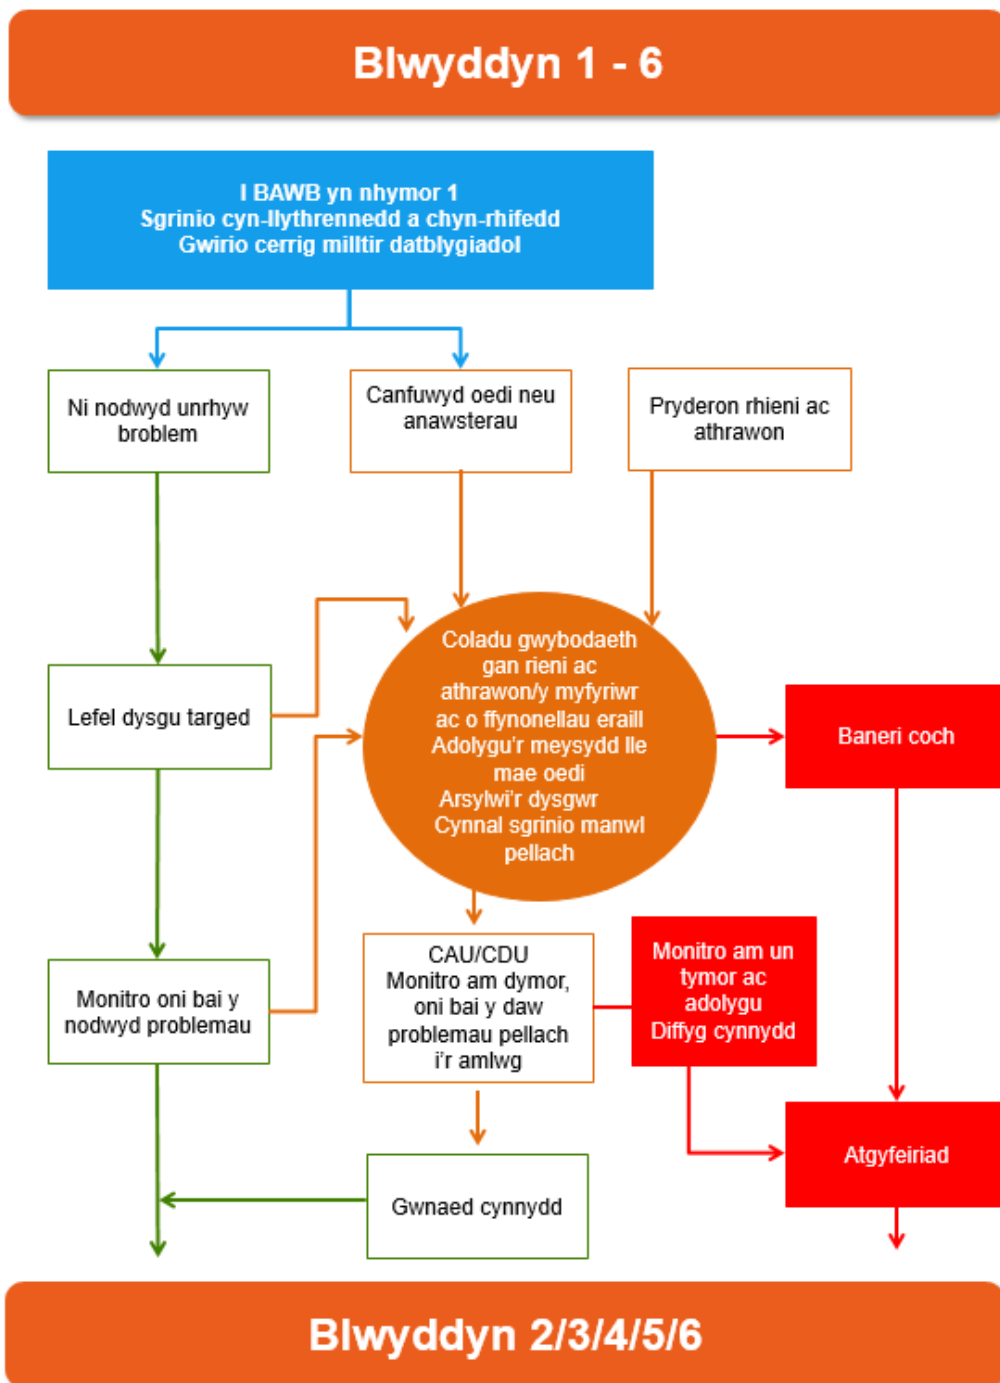 Blwyddyn 1 - 6
I BAWB yn nhymor 1
Sgrinio cyn-llythrennedd a chyn-rhifedd
Gwirio cerrig milltir datblygiadol
Ni nodwyd unrhyw
broblem
Canfuwyd oedi neu
anawsterau
Pryderon rhieni ac
athrawon
Coladu gwybodaeth
gan rieni ac
athrawon/y myfyriwr
ac o ffynonellau eraill
Adolygu'r meysydd lle
mae oedi
Arsylwi'r dysgwr
Cynnal sgrinio manwl
pellach
Lefel dysgu targed
Baneri coch
Monitro oni bai y
nodwyd problemau
CAU/CDU
Monitro am dymor,
oni bai y daw
problemau pellach
i'r amlwg
Monitro am un
tymor ac
adolygu
Diffyg cynnydd
Atgyfeiriad
Gwnaed cynnydd
Blwyddyn 2/3/4/5/6